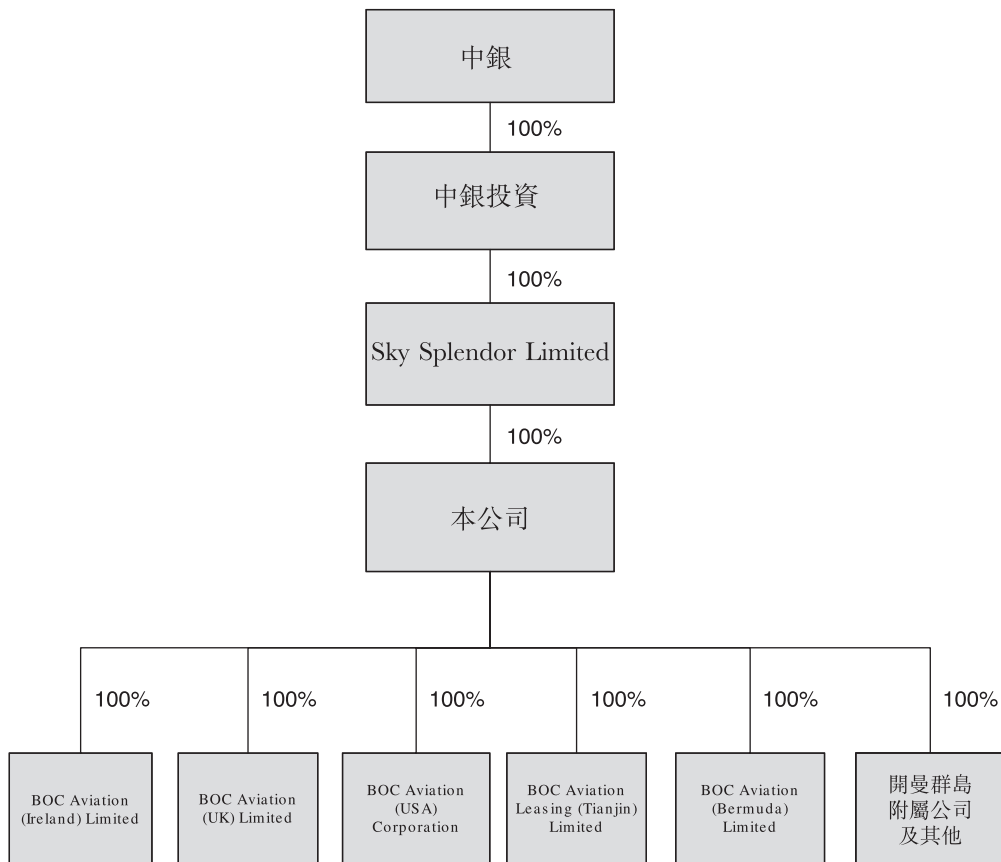 中銀
100%
中銀投資
100%
Sky Splendor Limited
100%
本公司
100%
100%
100%
100%
100%
100%
BOC Aviation
(Ireland) Limited
BOC Aviation
(UK) Limited
BOC Aviation
(USA)
Corporation
BOC Aviation
Leasing (Tianjin)
Limited
BOC Aviation
(Bermuda)
Limited
開曼群島
附屬公司
及其他